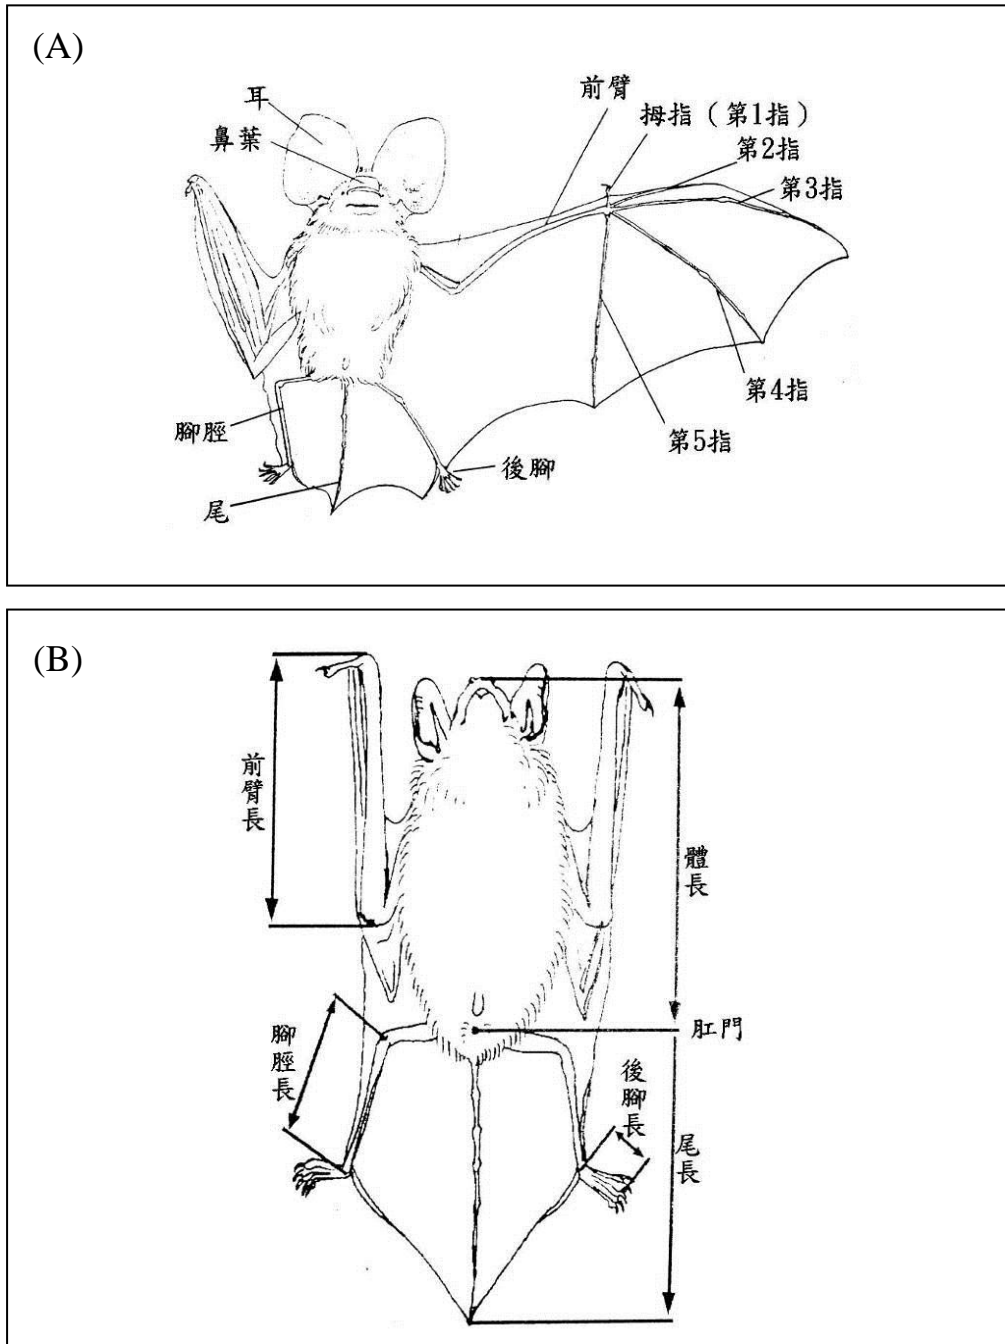 (A)
耳
鼻葉
前臂
拇指（第1指）
第2指
第3指
第4指
第5指
腳脛
後腳
尾
(B)
前臂長
體長
肛門
腳脛長
後腳長
尾長